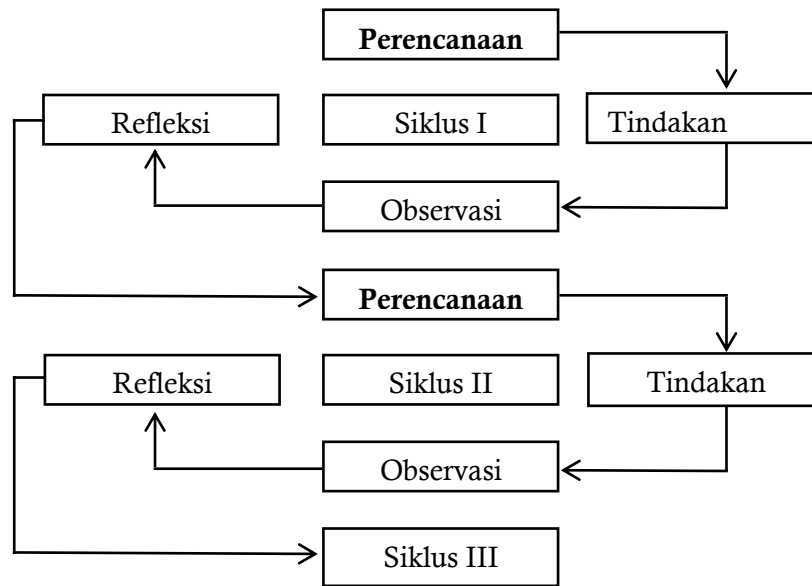 Perencanaan
Refleksi
Siklus I
Tindakan
Observasi
Perencanaan
Refleksi
Siklus II
Tindakan
Observasi
Siklus III